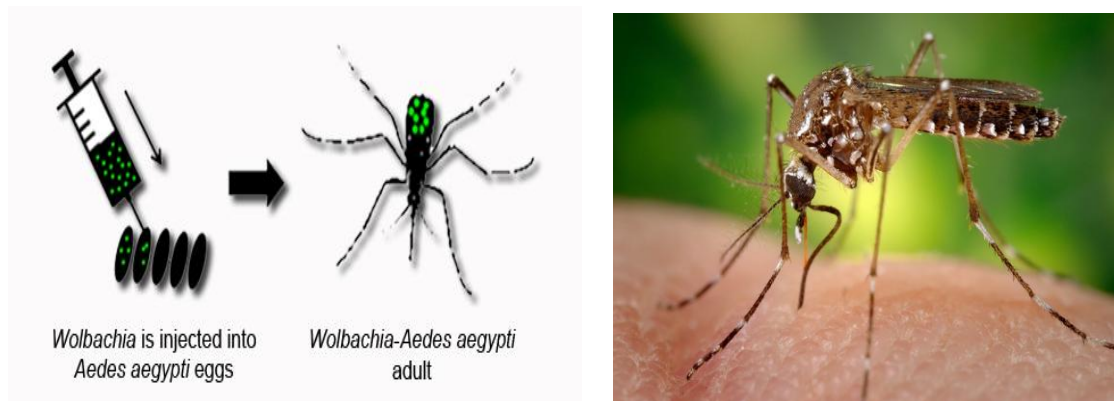 Wolbachia is injected into
Aedes aegypti eggs
Wolbachia-Aedes aegypti
adult